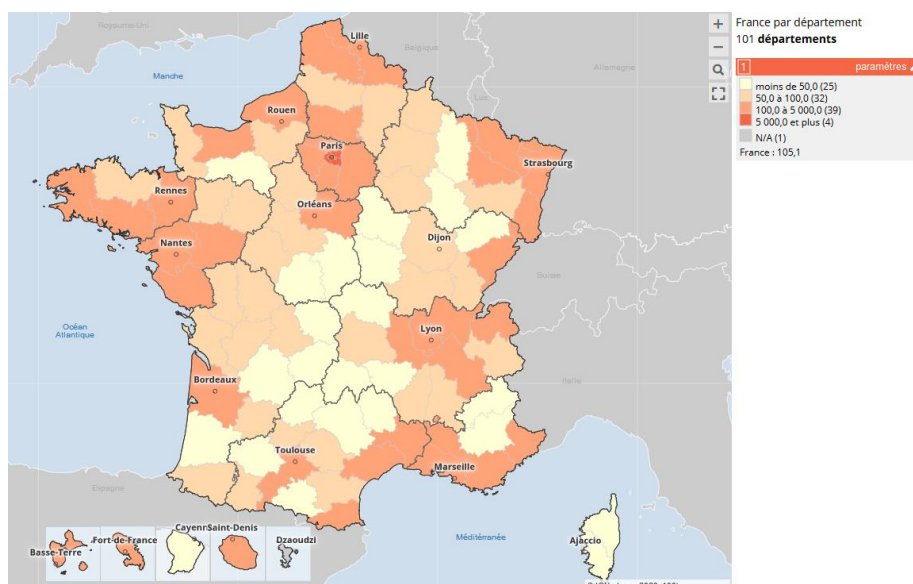 Royaume-Uni
Lille
Belgique
Allemagne
Manche
Rouen
Lux.
Paris
Strasbourg
Rennes
Orléans
Dijon
Nantes
Suisse
Océan
Atlantique
Lyon
Italie
Bordeaux
Toulouse
Marseille
Espagne
Méditéranée
Ajaccio
Basse-Terre
Fort-de-France
Cayenne
Saint-Denis
Dzaoudzi
+
−
France par département
101 départements
1 paramètres
moins de 50,0 (25)
50,0 à 100,0 (32)
100,0 à 5 000,0 (39)
5 000,0 et plus (4)
N/A (1)
France : 105,1